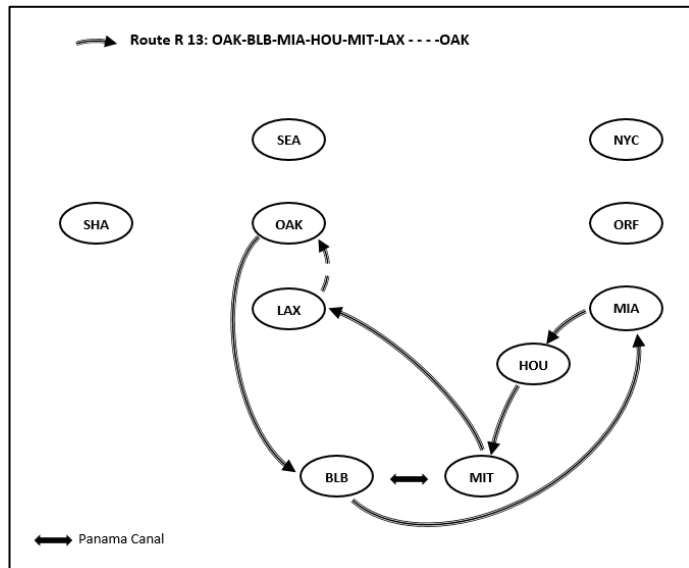 Route R 13: OAK-BLB-MIA-HOU-MIT-LAX - - - -OAK
SEA
NYC
SHA
OAK
ORF
LAX
MIA
HOU
BLB
MIT
Panama Canal